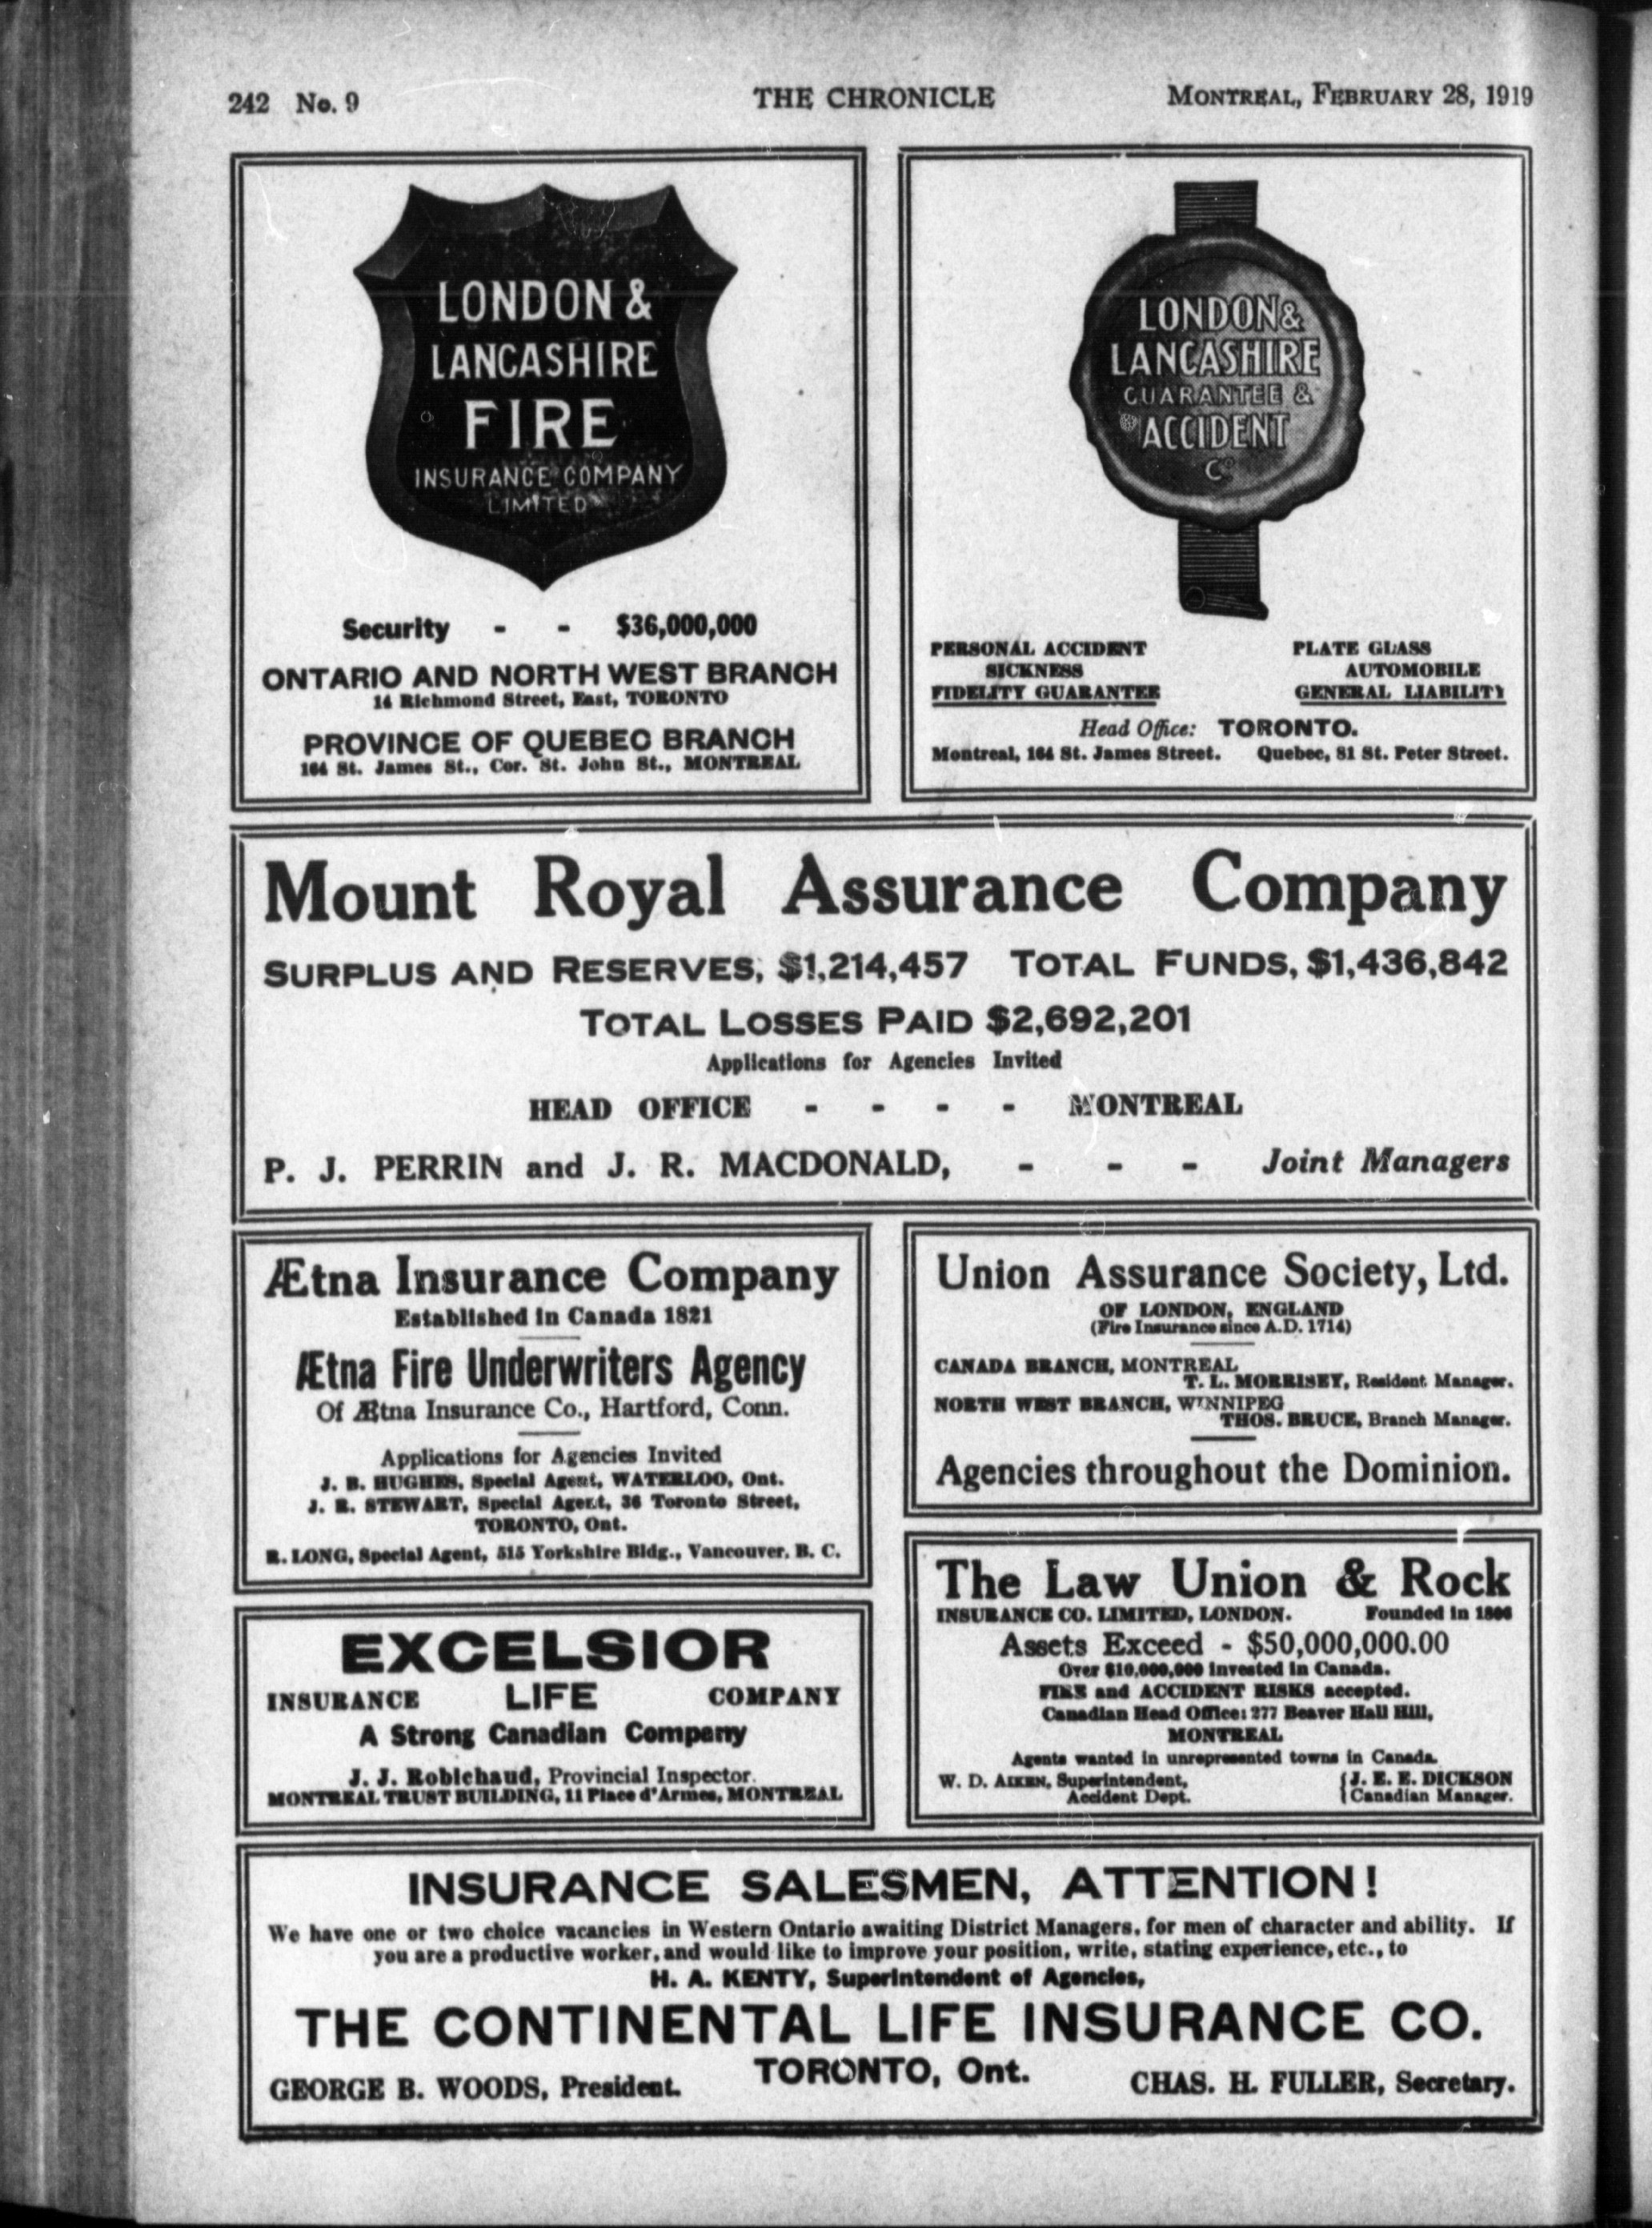 242 No. 9 THE CHRONICLE MONTREAL, FEBRUARY 28, 1919
LONDON &
LANCASHIRE
FIRE
INSURANCE COMPANY
LIMITED
Security - - $36,000,000
ONTARIO AND NORTH WEST BRANCH
14 Richmond Street, East, TORONTO
PROVINCE OF QUEBEC BRANCH
164 St. James St., Cor. St. John St., MONTREAL
LONDON &
LANCASHIRE
GUARANTEE &
ACCIDENT
Co
PERSONAL ACCIDENT PLATE GLASS
SICKNESS AUTOMOBILE
FIDELITY GUARANTEE GENERAL LIABILITY
Head Office: TORONTO.
Montreal, 164 St. James Street. Quebec, 81 St. Peter Street.
Mount Royal Assurance Company
SURPLUS AND RESERVES, $1,214,457 TOTAL FUNDS, $1,436,842
TOTAL LOSSES PAID $2,692,201
Applications for Agencies Invited
HEAD OFFICE - - - - MONTREAL
P. J. PERRIN and J. R. MACDONALD, - - - Joint Managers
Ætna Insurance Company
Established in Canada 1821
Ætna Fire Underwriters Agency
Of Ætna Insurance Co., Hartford, Conn.
Applications for Agencies Invited
J. B. HUGHES, Special Agent, WATERLOO, Ont.
J. R. STEWART, Special Agent, 36 Toronto Street,
TORONTO, Ont.
R. LONG, Special Agent, 515 Yorkshire Bldg., Vancouver, B. C.
Union Assurance Society, Ltd.
OF LONDON, ENGLAND
(Fire Insurance since A.D. 1714)
CANADA BRANCH, MONTREAL
T. L. MORRISEY, Resident Manager.
NORTH WEST BRANCH, WINNIPEG
THOS. BRUCE, Branch Manager.
Agencies throughout the Dominion.
EXCELSIOR
INSURANCE LIFE COMPANY
A Strong Canadian Company
J. J. Robichaud, Provincial Inspector.
MONTREAL TRUST BUILDING, 11 Place d'Armes, MONTREAL
The Law Union & Rock
INSURANCE CO. LIMITED, LONDON. Founded in 1806
Assets Exceed - $50,000,000.00
Over $10,000,000 invested in Canada.
FIRE and ACCIDENT RISKS accepted.
Canadian Head Office: 277 Beaver Hall Hill,
MONTREAL
Agents wanted in unrepresented towns in Canada.
W. D. AIKEN, Superintendent, J. E. E. DICKSON
Accident Dept. Canadian Manager.
INSURANCE SALESMEN, ATTENTION!
We have one or two choice vacancies in Western Ontario awaiting District Managers, for men of character and ability. If
you are a productive worker, and would like to improve your position, write, stating experience, etc., to
H. A. KENTY, Superintendent of Agencies,
THE CONTINENTAL LIFE INSURANCE CO.
TORONTO, Ont.
GEORGE B. WOODS, President. CHAS. H. FULLER, Secretary.